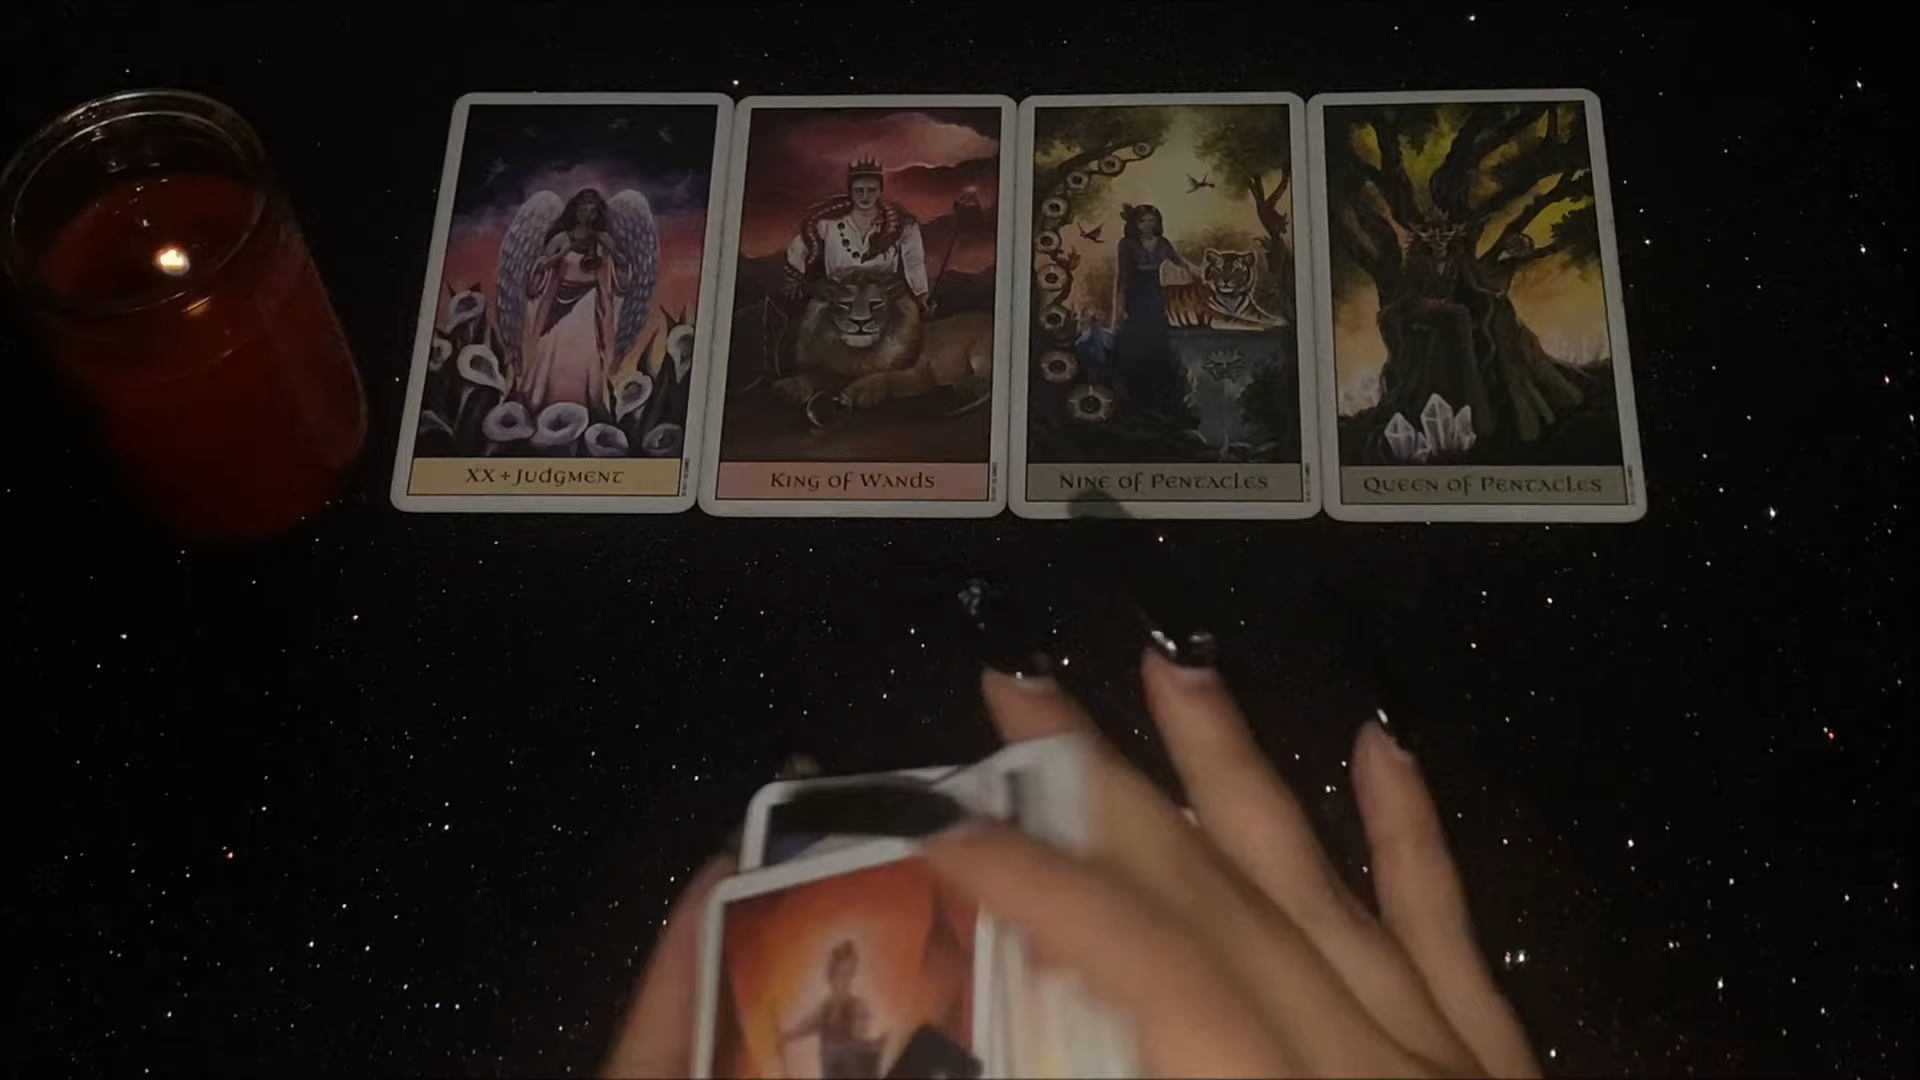 XX + Judgment
King of Wands
Nine of Pentacles
Queen of Pentacles